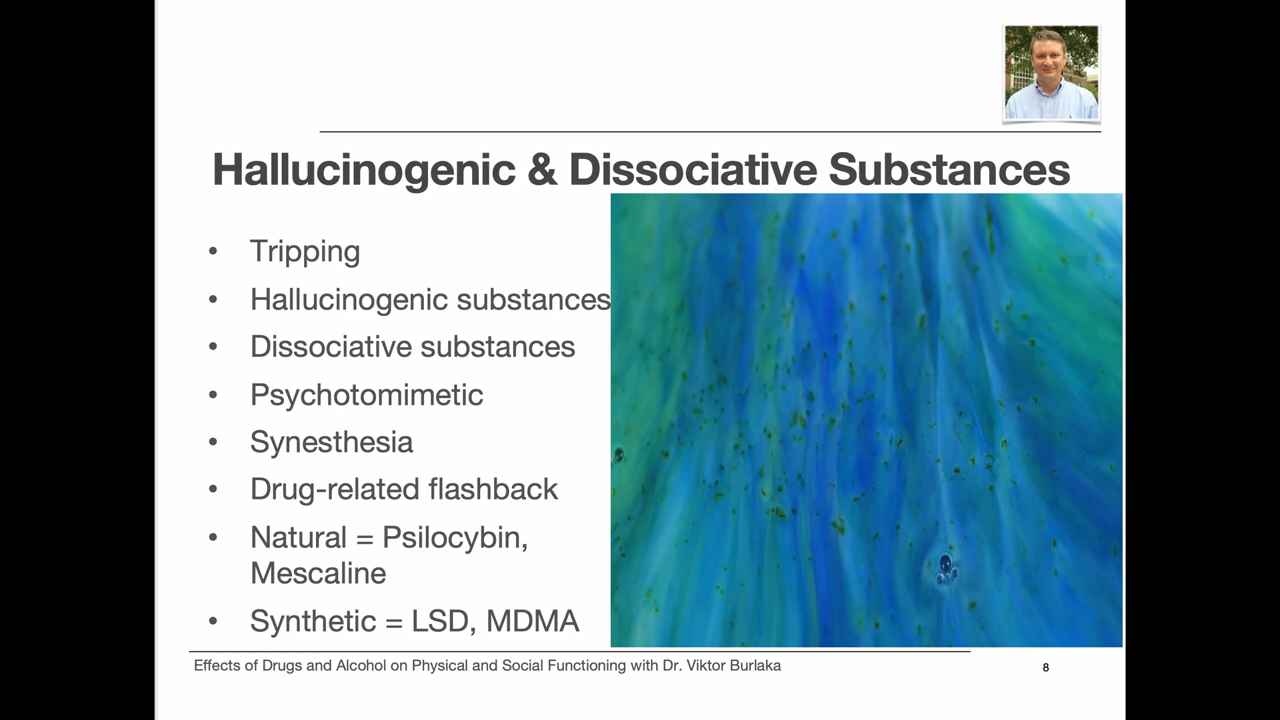 Hallucinogenic & Dissociative Substances
• Tripping
• Hallucinogenic substances
• Dissociative substances
• Psychotomimetic
• Synesthesia
• Drug-related flashback
• Natural = Psilocybin,
Mescaline
• Synthetic = LSD, MDMA
Effects of Drugs and Alcohol on Physical and Social Functioning with Dr. Viktor Burlaka
8